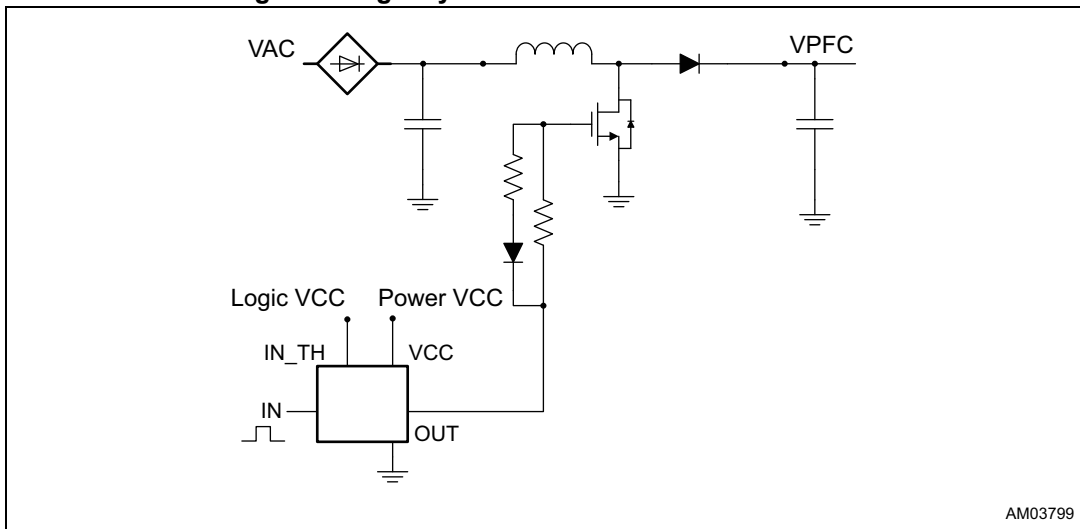 VAC
VPFC
Logic VCC Power VCC
IN_TH VCC
IN
OUT
AM03799